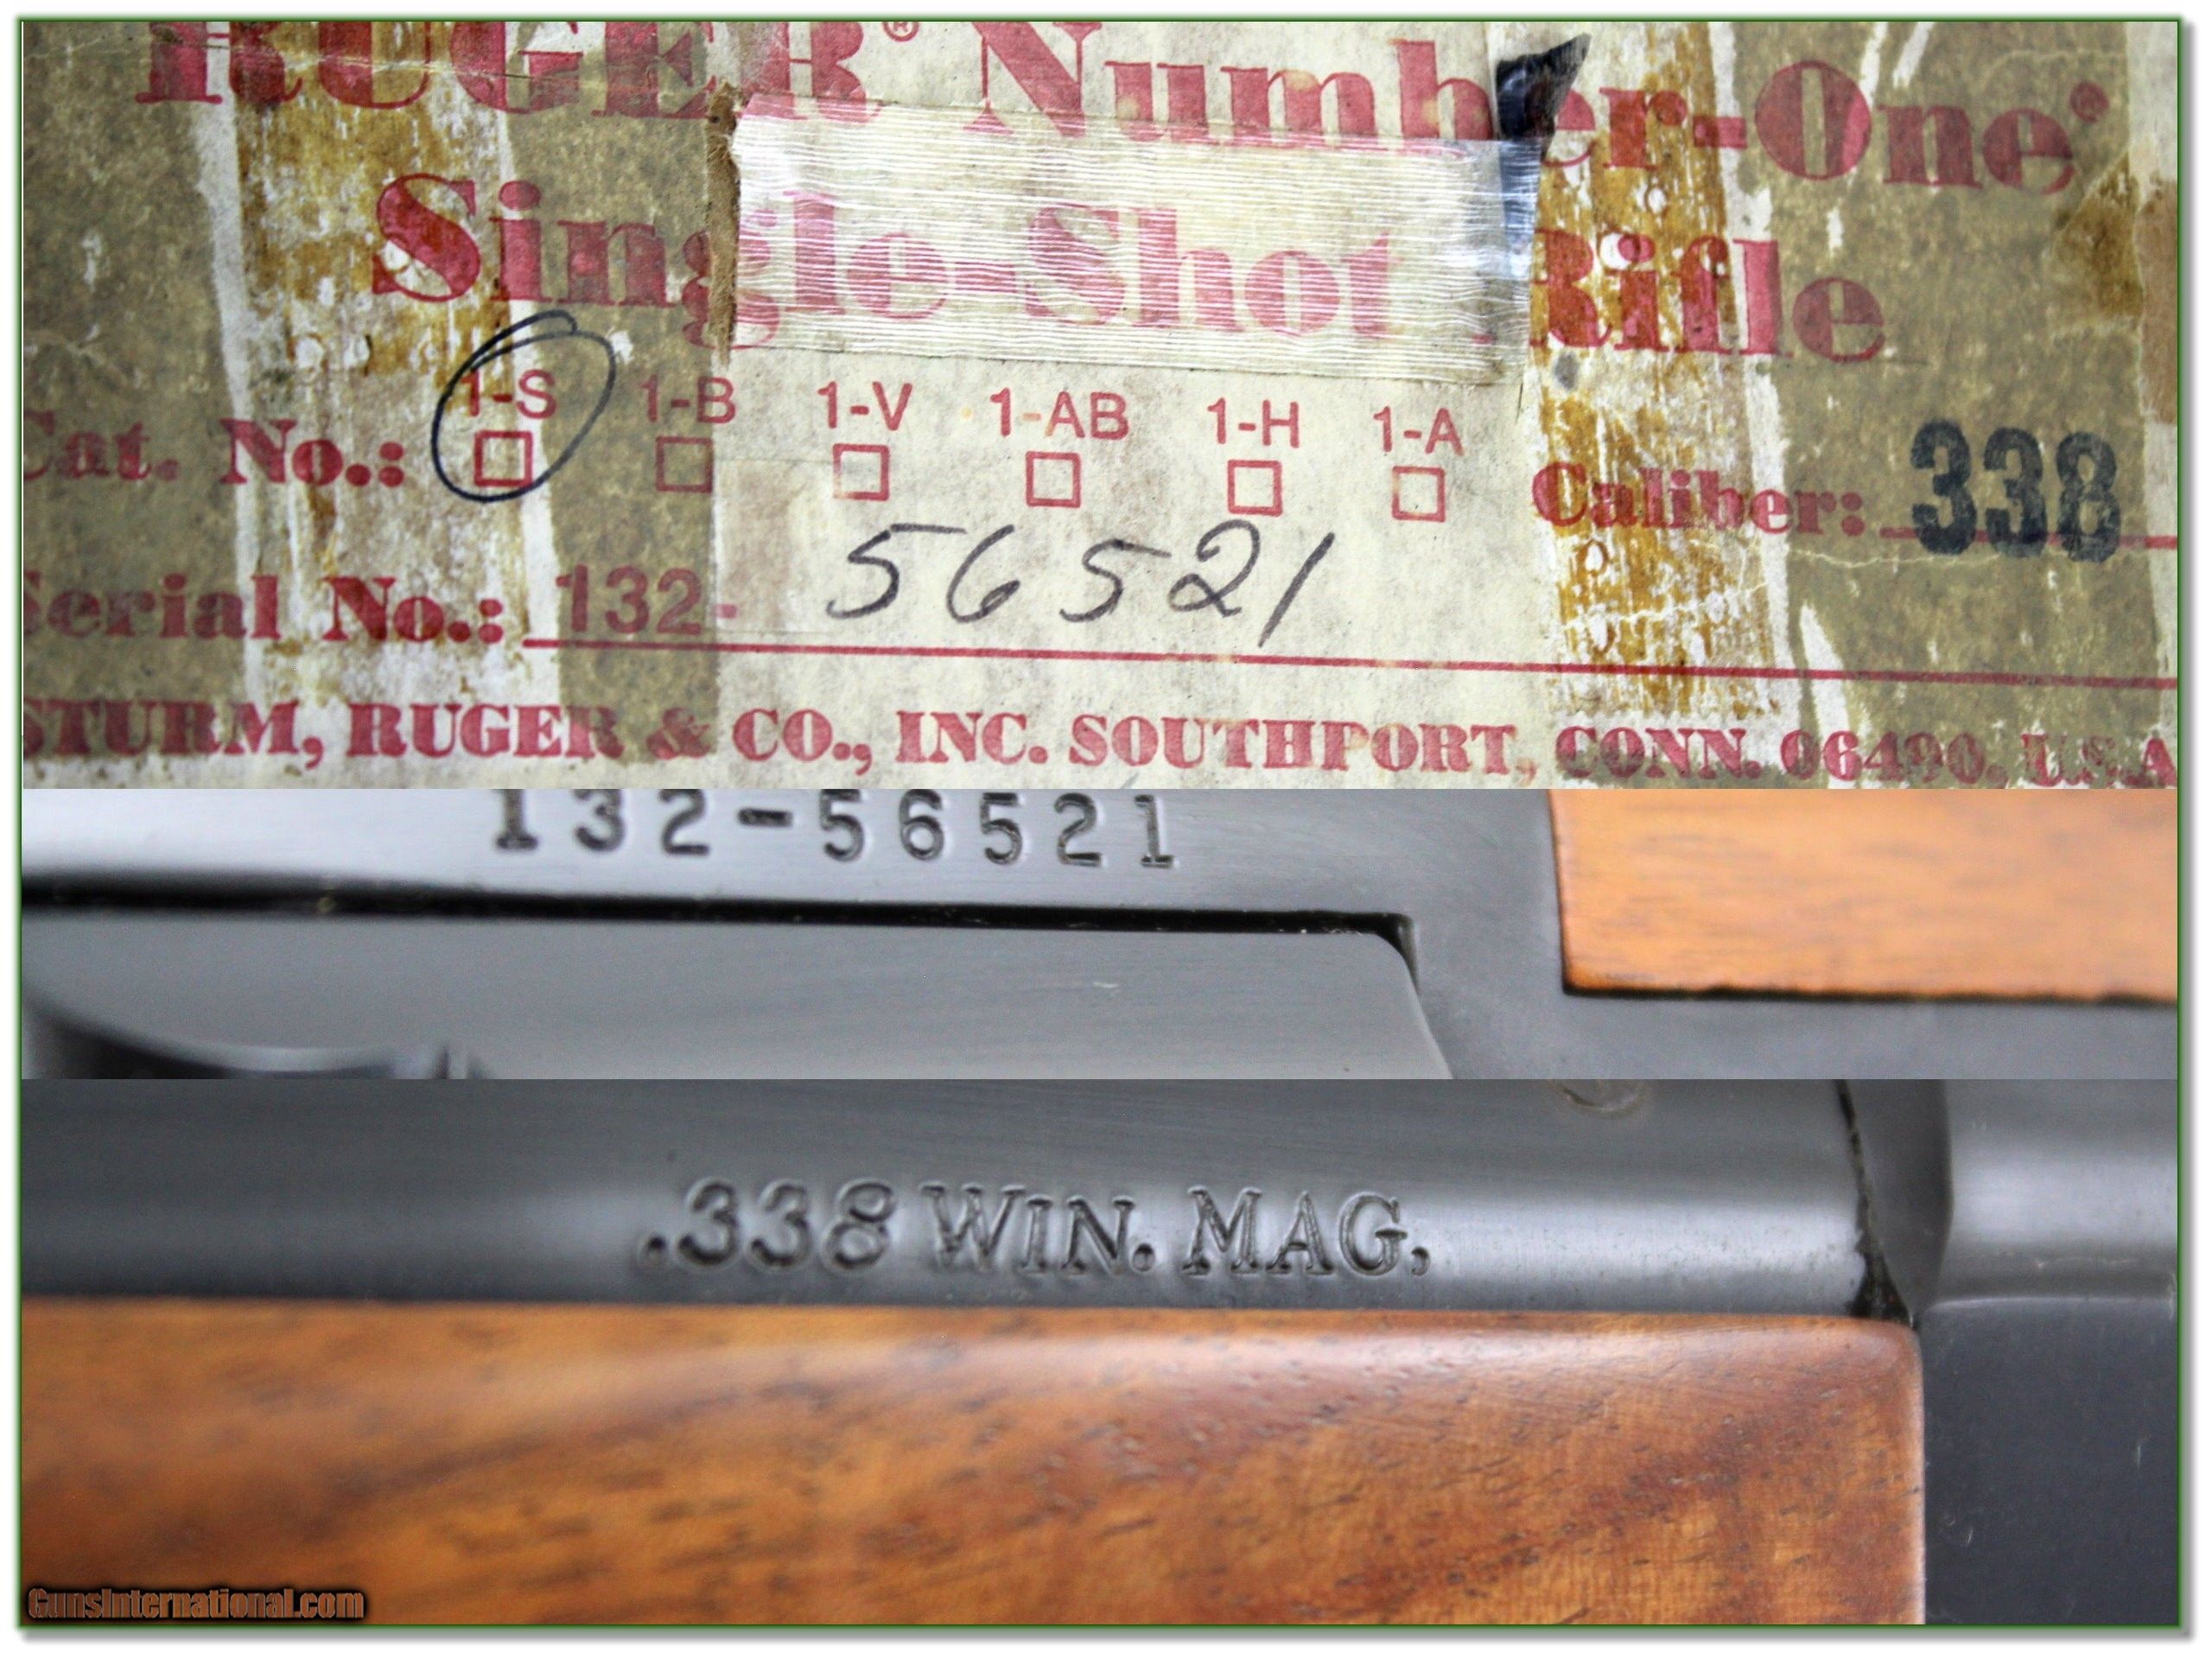 RUGER® Number-One®
Single-Shot Rifle
1-S 1-B 1-V 1-AB 1-H 1-A
Cat. No.: Caliber: 338
Serial No.: 132- 56521
STURM, RUGER & CO., INC. SOUTHPORT, CONN. 06490, U.S.A
132-56521
.338 WIN. MAG.
GunsInternational.com